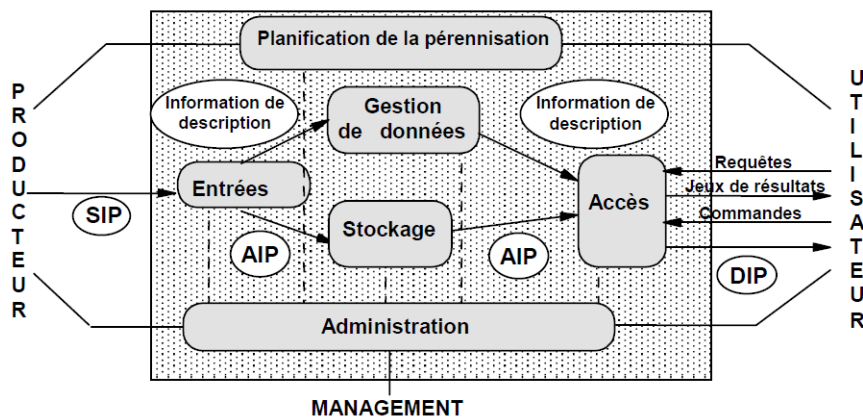 Planification de la pérennisation
PRODUCTEUR
UTILISATEUR
Information de
description
Gestion
de données
Information de
description
Requêtes
Entrées
Accès
Jeux de résultats
SIP
Stockage
Commandes
AIP
AIP
DIP
Administration
MANAGEMENT